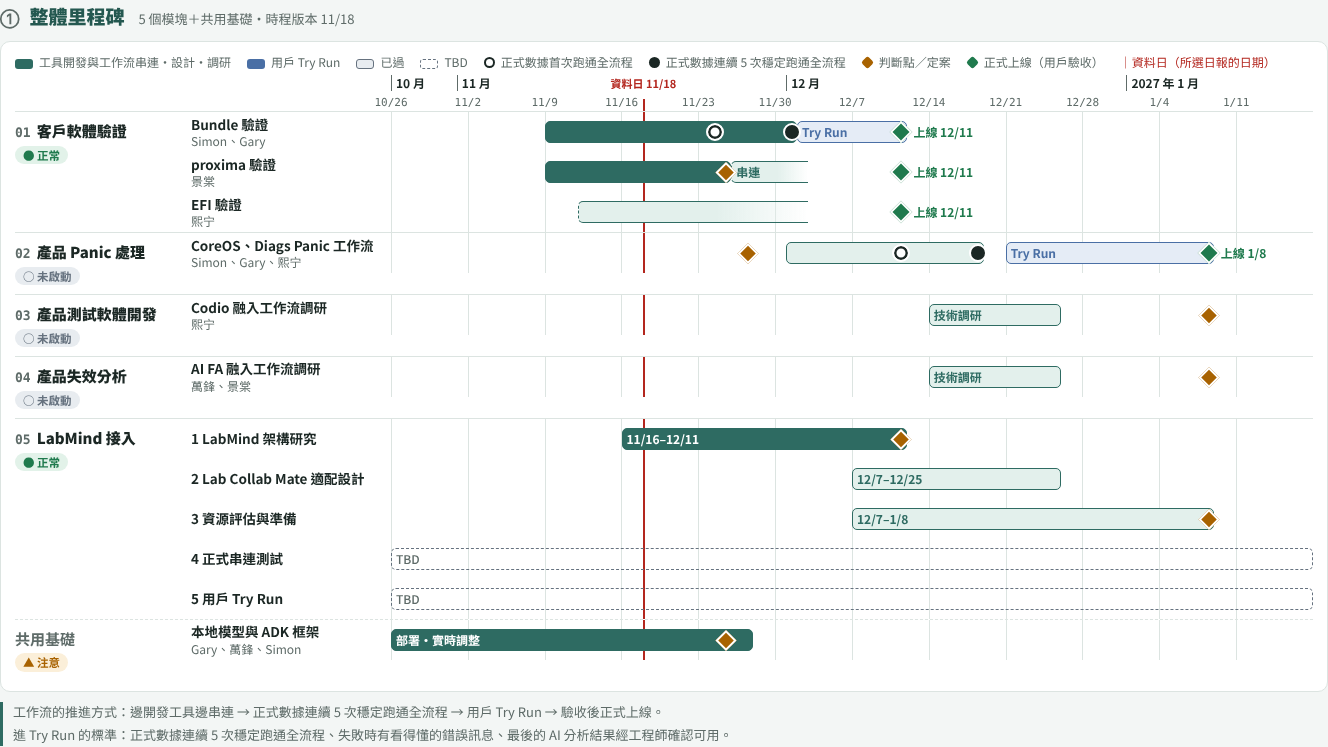 ① 整體里程碑 5 個模塊＋共用基礎・時程版本 11/18
工具開發與工作流串連・設計・調研 用戶 Try Run 已過 TBD 正式數據首次跑通全流程 正式數據連續 5 次穩定跑通全流程 判斷點／定案 正式上線（用戶驗收） 資料日（所選日報的日期）
10 月 11 月 資料日 11/18 12 月 2027 年 1 月
10/26 11/2 11/9 11/16 11/23 11/30 12/7 12/14 12/21 12/28 1/4 1/11
01 客戶軟體驗證
正常
Bundle 驗證
Simon、Gary
Try Run 上線 12/11
proxima 驗證
景棠
串連 上線 12/11
EFI 驗證
熙宁
上線 12/11
02 產品 Panic 處理
未啟動
CoreOS、Diags Panic 工作流
Simon、Gary、熙宁
Try Run 上線 1/8
03 產品測試軟體開發
未啟動
Codio 融入工作流調研
熙宁
技術調研
04 產品失效分析
未啟動
AI FA 融入工作流調研
萬鋒、景棠
技術調研
05 LabMind 接入
正常
1 LabMind 架構研究
11/16–12/11
2 Lab Collab Mate 適配設計
12/7–12/25
3 資源評估與準備
12/7–1/8
4 正式串連測試
TBD
5 用戶 Try Run
TBD
共用基礎
注意
本地模型與 ADK 框架
Gary、萬鋒、Simon
部署・實時調整
工作流的推進方式：邊開發工具邊串連 → 正式數據連續 5 次穩定跑通全流程 → 用戶 Try Run → 驗收後正式上線。
進 Try Run 的標準：正式數據連續 5 次穩定跑通全流程、失敗時有看得懂的錯誤訊息、最後的 AI 分析結果經工程師確認可用。